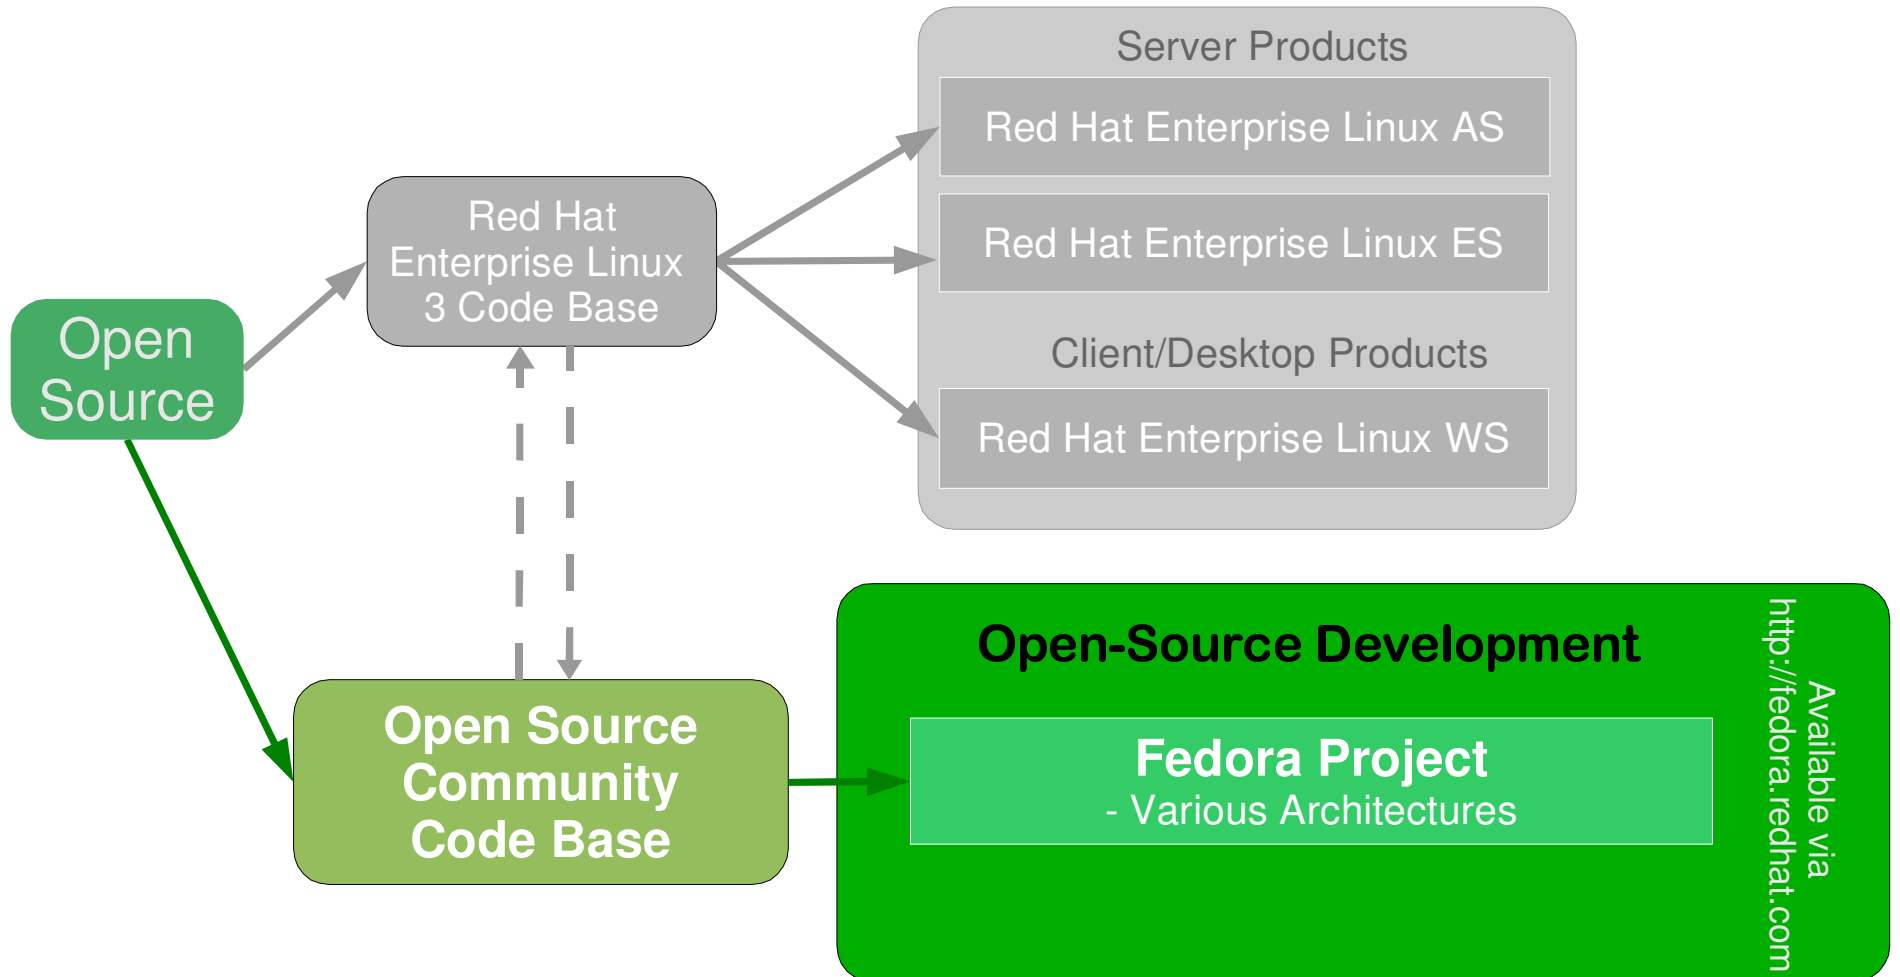 Open
Source
Red Hat
Enterprise Linux
3 Code Base
Server Products
Red Hat Enterprise Linux AS
Red Hat Enterprise Linux ES
Client/Desktop Products
Red Hat Enterprise Linux WS
Open Source
Community
Code Base
Open-Source Development
Fedora Project
- Various Architectures
Available via
http://fedora.redhat.com